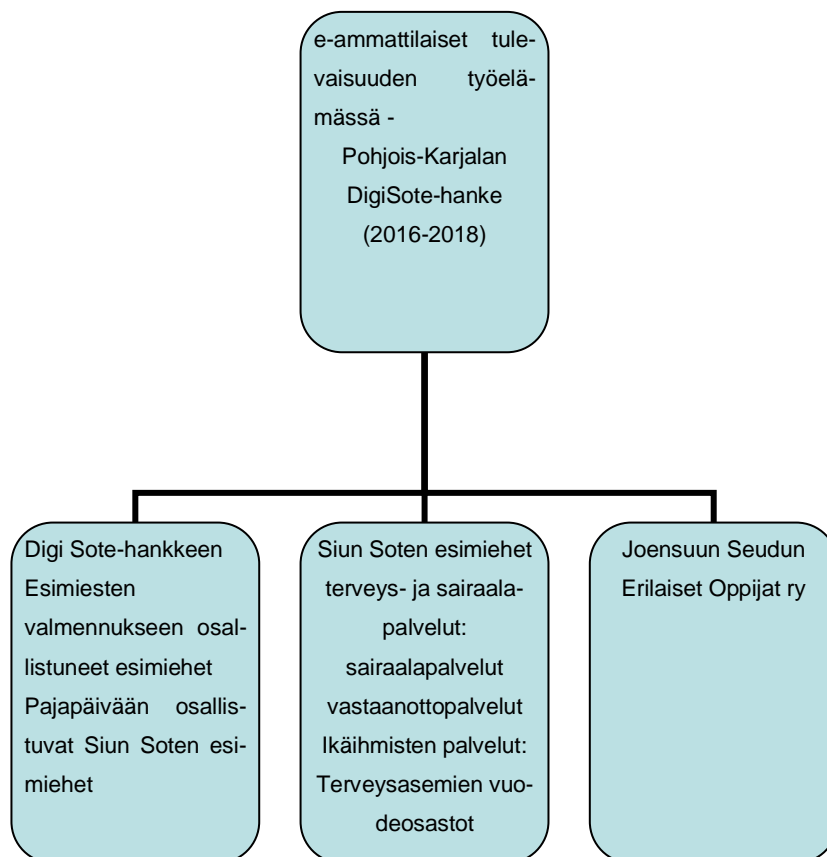 e-ammattilaiset tule-
vaisuuden työelä-
mässä -
Pohjois-Karjalan
DigiSote-hanke
(2016-2018)
Digi Sote-hankkeen
Esimiesten
valmennukseen osal-
listuneet esimiehet
Pajapäivään osallis-
tuvat Siun Soten esi-
miehet
Siun Soten esimiehet
terveys- ja sairaala-
palvelut:
sairaalapalvelut
vastaanottopalvelut
Ikäihmisten palvelut:
Terveysasemien vuo-
deosastot
Joensuun Seudun
Erilaiset Oppijat ry